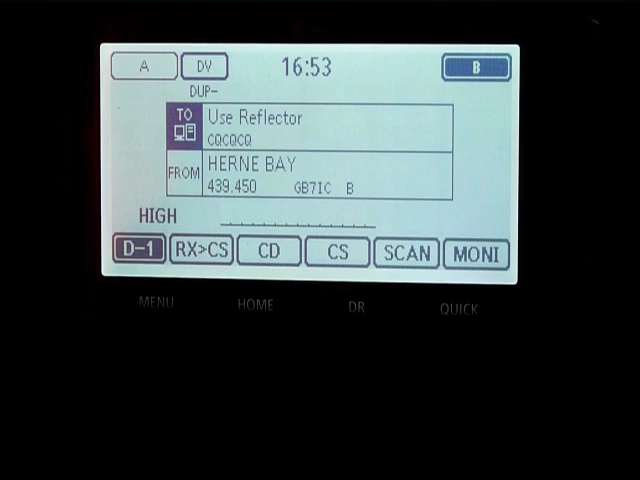 A DV 16:53 B
DUP-
TO Use Reflector
CQCQCQ
FROM HERNE BAY
439.450 GB7IC B
HIGH
D-1 RX>CS CD CS SCAN MONI
MENU HOME DR QUICK